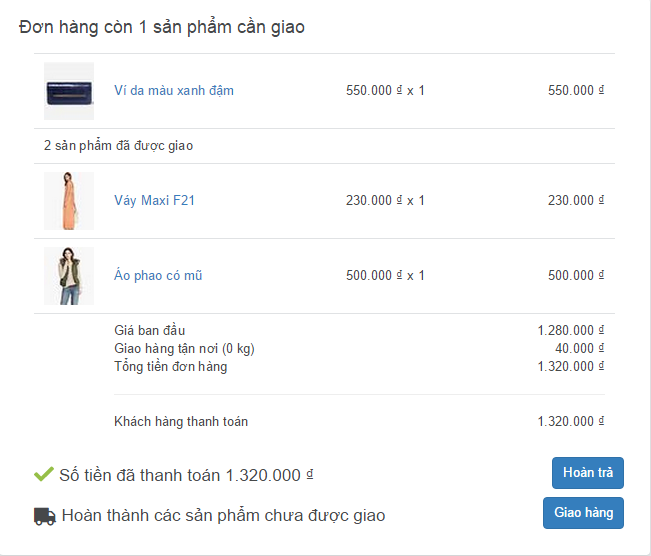 Đơn hàng còn 1 sản phẩm cần giao
Ví da màu xanh đậm 550.000 ₫ x 1 550.000 ₫
2 sản phẩm đã được giao
Váy Maxi F21 230.000 ₫ x 1 230.000 ₫
Áo phao có mũ 500.000 ₫ x 1 500.000 ₫
Giá ban đầu 1.280.000 ₫
Giao hàng tận nơi (0 kg) 40.000 ₫
Tổng tiền đơn hàng 1.320.000 ₫
Khách hàng thanh toán 1.320.000 ₫
Số tiền đã thanh toán 1.320.000 ₫ Hoàn trả
Hoàn thành các sản phẩm chưa được giao Giao hàng